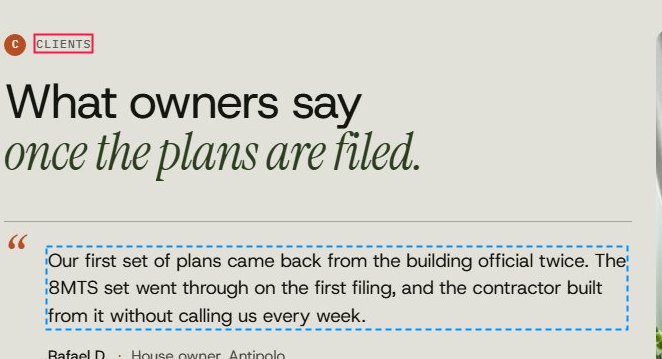 C CLIENTS
What owners say
once the plans are filed.
“
Our first set of plans came back from the building official twice. The
8MTS set went through on the first filing, and the contractor built
from it without calling us every week.
Rafael D. · House owner, Antipolo